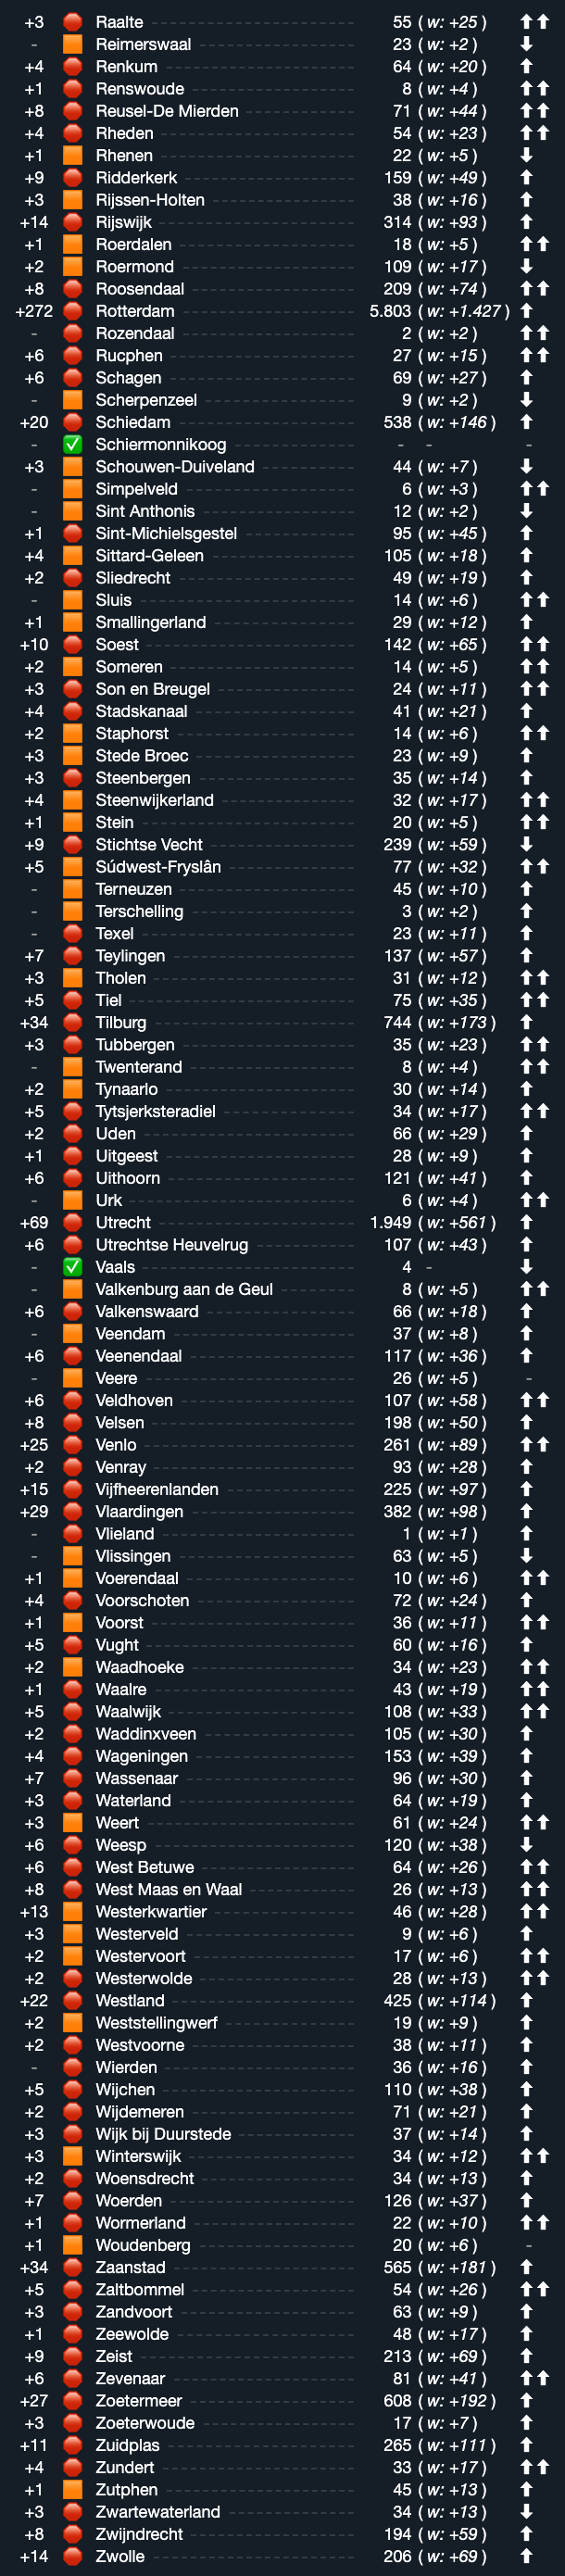 +3 🛑 Raalte 55 ( w: +25 ) ⬆⬆
- 🟧 Reimerswaal 23 ( w: +2 ) ⬇
+4 🛑 Renkum 64 ( w: +20 ) ⬆
+1 🛑 Renswoude 8 ( w: +4 ) ⬆⬆
+8 🛑 Reusel-De Mierden 71 ( w: +44 ) ⬆⬆
+4 🛑 Rheden 54 ( w: +23 ) ⬆⬆
+1 🟧 Rhenen 22 ( w: +5 ) ⬇
+9 🛑 Ridderkerk 159 ( w: +49 ) ⬆
+3 🟧 Rijssen-Holten 38 ( w: +16 ) ⬆
+14 🛑 Rijswijk 314 ( w: +93 ) ⬆
+1 🟧 Roerdalen 18 ( w: +5 ) ⬆⬆
+2 🟧 Roermond 109 ( w: +17 ) ⬇
+8 🛑 Roosendaal 209 ( w: +74 ) ⬆⬆
+272 🛑 Rotterdam 5.803 ( w: +1.427 ) ⬆
- 🟧 Rozendaal 2 ( w: +2 ) ⬆⬆
+6 🛑 Rucphen 27 ( w: +15 ) ⬆⬆
+6 🛑 Schagen 69 ( w: +27 ) ⬆
- 🟧 Scherpenzeel 9 ( w: +2 ) ⬇
+20 🛑 Schiedam 538 ( w: +146 ) ⬆
- ✅ Schiermonnikoog - - -
+3 🟧 Schouwen-Duiveland 44 ( w: +7 ) ⬇
- 🟧 Simpelveld 6 ( w: +3 ) ⬆⬆
- 🟧 Sint Anthonis 12 ( w: +2 ) ⬇
+1 🛑 Sint-Michielsgestel 95 ( w: +45 ) ⬆
+4 🟧 Sittard-Geleen 105 ( w: +18 ) ⬆
+2 🛑 Sliedrecht 49 ( w: +19 ) ⬆
- 🟧 Sluis 14 ( w: +6 ) ⬆⬆
+1 🟧 Smallingerland 29 ( w: +12 ) ⬆
+10 🛑 Soest 142 ( w: +65 ) ⬆⬆
+2 🟧 Someren 14 ( w: +5 ) ⬆⬆
+3 🛑 Son en Breugel 24 ( w: +11 ) ⬆⬆
+4 🛑 Stadskanaal 41 ( w: +21 ) ⬆
+2 🟧 Staphorst 14 ( w: +6 ) ⬆⬆
+3 🟧 Stede Broec 23 ( w: +9 ) ⬆
+3 🛑 Steenbergen 35 ( w: +14 ) ⬆
+4 🟧 Steenwijkerland 32 ( w: +17 ) ⬆⬆
+1 🟧 Stein 20 ( w: +5 ) ⬆⬆
+9 🛑 Stichtse Vecht 239 ( w: +59 ) ⬇
+5 🟧 Súdwest-Fryslân 77 ( w: +32 ) ⬆⬆
- 🟧 Terneuzen 45 ( w: +10 ) ⬆
- 🟧 Terschelling 3 ( w: +2 ) ⬆
- 🛑 Texel 23 ( w: +11 ) ⬆
+7 🛑 Teylingen 137 ( w: +57 ) ⬆
+3 🟧 Tholen 31 ( w: +12 ) ⬆⬆
+5 🛑 Tiel 75 ( w: +35 ) ⬆⬆
+34 🛑 Tilburg 744 ( w: +173 ) ⬆
+3 🛑 Tubbergen 35 ( w: +23 ) ⬆⬆
- 🟧 Twenterand 8 ( w: +4 ) ⬆⬆
+2 🟧 Tynaarlo 30 ( w: +14 ) ⬆
+5 🛑 Tytsjerksteradiel 34 ( w: +17 ) ⬆⬆
+2 🛑 Uden 66 ( w: +29 ) ⬆
+1 🛑 Uitgeest 28 ( w: +9 ) ⬆
+6 🛑 Uithoorn 121 ( w: +41 ) ⬆
- 🟧 Urk 6 ( w: +4 ) ⬆⬆
+69 🛑 Utrecht 1.949 ( w: +561 ) ⬆
+6 🛑 Utrechtse Heuvelrug 107 ( w: +43 ) ⬆
- ✅ Vaals 4 - ⬇
- 🟧 Valkenburg aan de Geul 8 ( w: +5 ) ⬆⬆
+6 🛑 Valkenswaard 66 ( w: +18 ) ⬆
- 🟧 Veendam 37 ( w: +8 ) ⬆
+6 🛑 Veenendaal 117 ( w: +36 ) ⬆
- 🟧 Veere 26 ( w: +5 ) -
+6 🛑 Veldhoven 107 ( w: +58 ) ⬆⬆
+8 🛑 Velsen 198 ( w: +50 ) ⬆
+25 🛑 Venlo 261 ( w: +89 ) ⬆⬆
+2 🛑 Venray 93 ( w: +28 ) ⬆
+15 🛑 Vijfheerenlanden 225 ( w: +97 ) ⬆
+29 🛑 Vlaardingen 382 ( w: +98 ) ⬆
- 🛑 Vlieland 1 ( w: +1 ) ⬆
- 🟧 Vlissingen 63 ( w: +5 ) ⬇
+1 🟧 Voerendaal 10 ( w: +6 ) ⬆⬆
+4 🛑 Voorschoten 72 ( w: +24 ) ⬆
+1 🟧 Voorst 36 ( w: +11 ) ⬆⬆
+5 🛑 Vught 60 ( w: +16 ) ⬆
+2 🟧 Waadhoeke 34 ( w: +23 ) ⬆⬆
+1 🛑 Waalre 43 ( w: +19 ) ⬆⬆
+5 🛑 Waalwijk 108 ( w: +33 ) ⬆⬆
+2 🛑 Waddinxveen 105 ( w: +30 ) ⬆
+4 🛑 Wageningen 153 ( w: +39 ) ⬆
+7 🛑 Wassenaar 96 ( w: +30 ) ⬆
+3 🛑 Waterland 64 ( w: +19 ) ⬆
+3 🟧 Weert 61 ( w: +24 ) ⬆⬆
+6 🛑 Weesp 120 ( w: +38 ) ⬇
+6 🛑 West Betuwe 64 ( w: +26 ) ⬆⬆
+8 🛑 West Maas en Waal 26 ( w: +13 ) ⬆⬆
+13 🟧 Westerkwartier 46 ( w: +28 ) ⬆⬆
+3 🟧 Westerveld 9 ( w: +6 ) ⬆
+2 🟧 Westervoort 17 ( w: +6 ) ⬆⬆
+2 🛑 Westerwolde 28 ( w: +13 ) ⬆⬆
+22 🛑 Westland 425 ( w: +114 ) ⬆
+2 🟧 Weststellingwerf 19 ( w: +9 ) ⬆
+2 🛑 Westvoorne 38 ( w: +11 ) ⬆
- 🛑 Wierden 36 ( w: +16 ) ⬆
+5 🛑 Wijchen 110 ( w: +38 ) ⬆
+2 🛑 Wijdemeren 71 ( w: +21 ) ⬆
+3 🛑 Wijk bij Duurstede 37 ( w: +14 ) ⬆
+3 🟧 Winterswijk 34 ( w: +12 ) ⬆⬆
+2 🛑 Woensdrecht 34 ( w: +13 ) ⬆
+7 🛑 Woerden 126 ( w: +37 ) ⬆
+1 🛑 Wormerland 22 ( w: +10 ) ⬆⬆
+1 🟧 Woudenberg 20 ( w: +6 ) -
+34 🛑 Zaanstad 565 ( w: +181 ) ⬆
+5 🛑 Zaltbommel 54 ( w: +26 ) ⬆⬆
+3 🛑 Zandvoort 63 ( w: +9 ) ⬆
+1 🛑 Zeewolde 48 ( w: +17 ) ⬆
+9 🛑 Zeist 213 ( w: +69 ) ⬆
+6 🛑 Zevenaar 81 ( w: +41 ) ⬆⬆
+27 🛑 Zoetermeer 608 ( w: +192 ) ⬆
+3 🛑 Zoeterwoude 17 ( w: +7 ) ⬆
+11 🛑 Zuidplas 265 ( w: +111 ) ⬆
+4 🛑 Zundert 33 ( w: +17 ) ⬆⬆
+1 🟧 Zutphen 45 ( w: +13 ) ⬆
+3 🛑 Zwartewaterland 34 ( w: +13 ) ⬇
+8 🛑 Zwijndrecht 194 ( w: +59 ) ⬆
+14 🛑 Zwolle 206 ( w: +69 ) ⬆